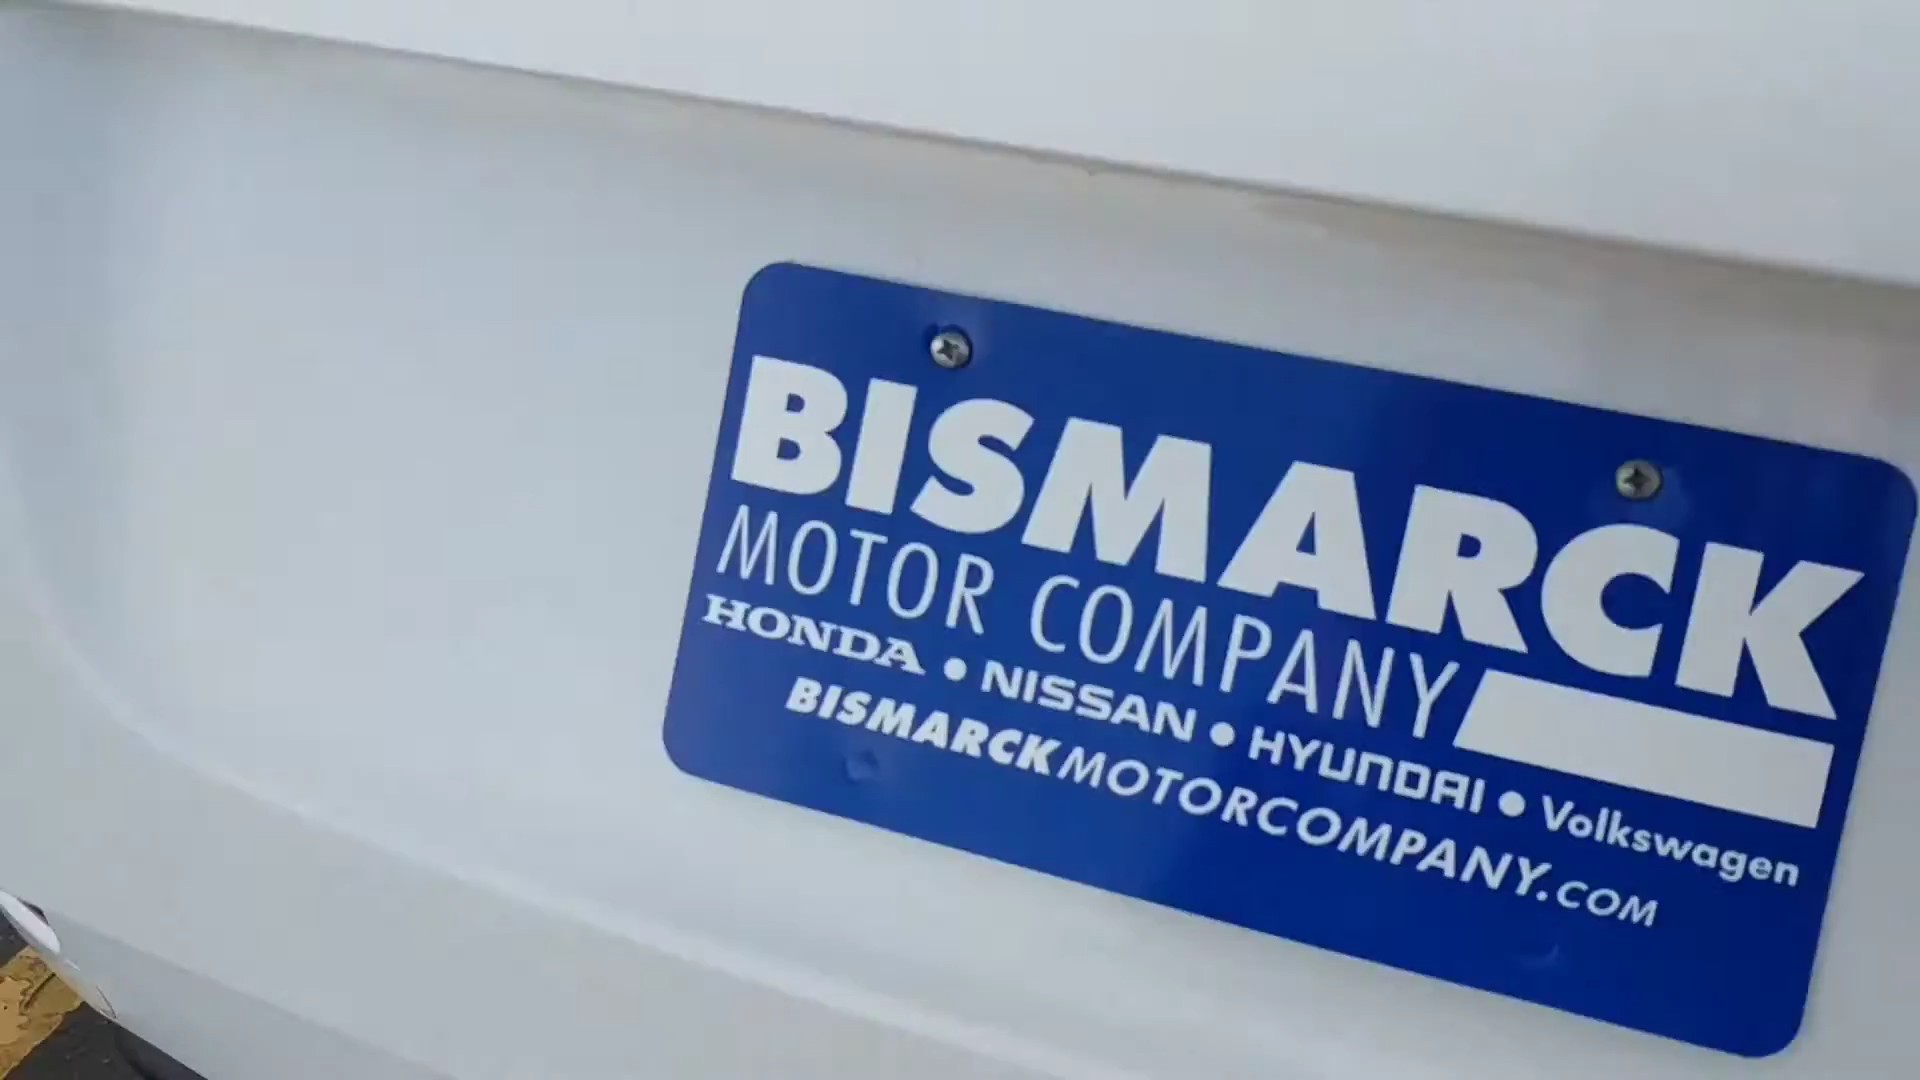 BISMARCK
MOTOR COMPANY
HONDA • NISSAN • HYUNDAI • Volkswagen
BISMARCKMOTORCOMPANY.COM